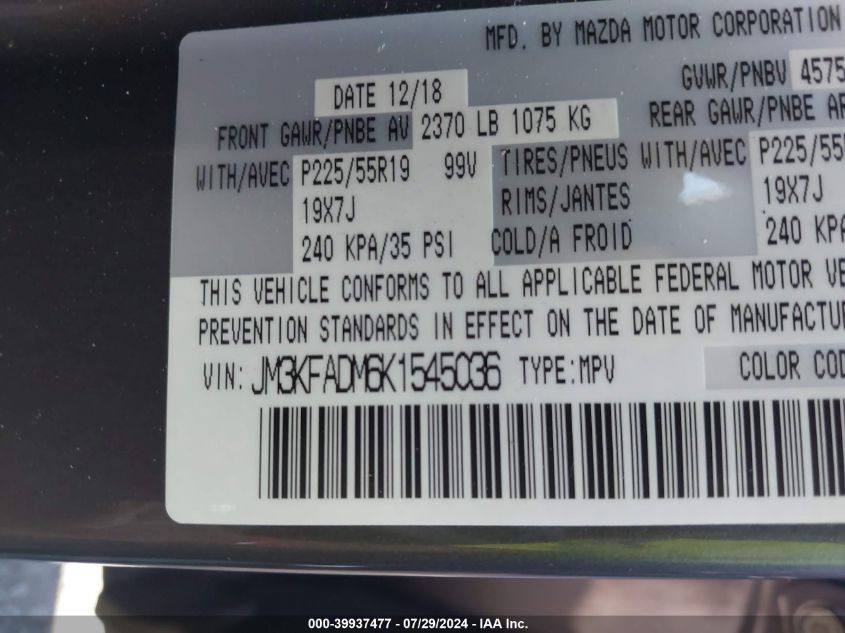 MFD. BY MAZDA MOTOR CORPORATION
DATE 12/18
GVWR/PNBV 4575
FRONT GAWR/PNBE AV 2370 LB 1075 KG
REAR GAWR/PNBE AR
WITH/AVEC P225/55R19 99V TIRES/PNEUS WITH/AVEC P225/55
19X7J RIMS/JANTES 19X7J
240 KPA/35 PSI COLD/A FROID 240 KPA
THIS VEHICLE CONFORMS TO ALL APPLICABLE FEDERAL MOTOR VE
PREVENTION STANDARDS IN EFFECT ON THE DATE OF MANUFACTUR
VIN: JM3KFADM6K1545036 TYPE:MPV COLOR COD
000-39937477 • 07/29/2024 - IAA Inc.